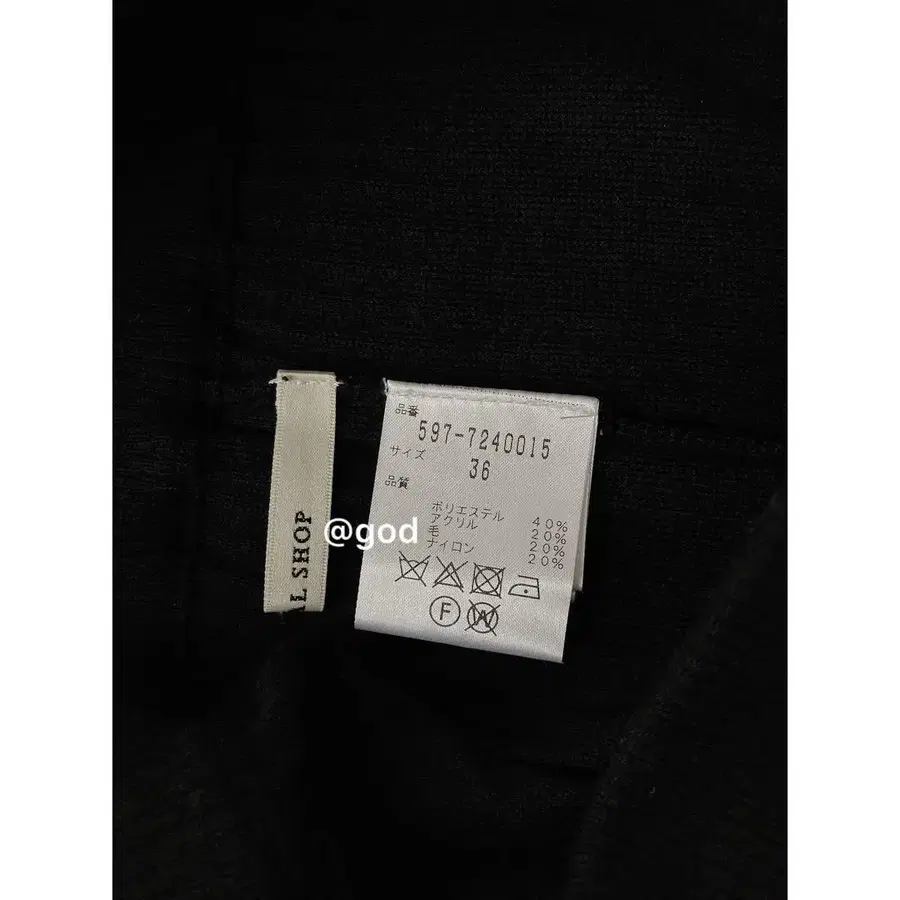 品番
597-7240015
サイズ
36
品質
ポリエステル 40%
アクリル 20%
毛 20%
ナイロン 20%
F
W
AL SHOP
@god